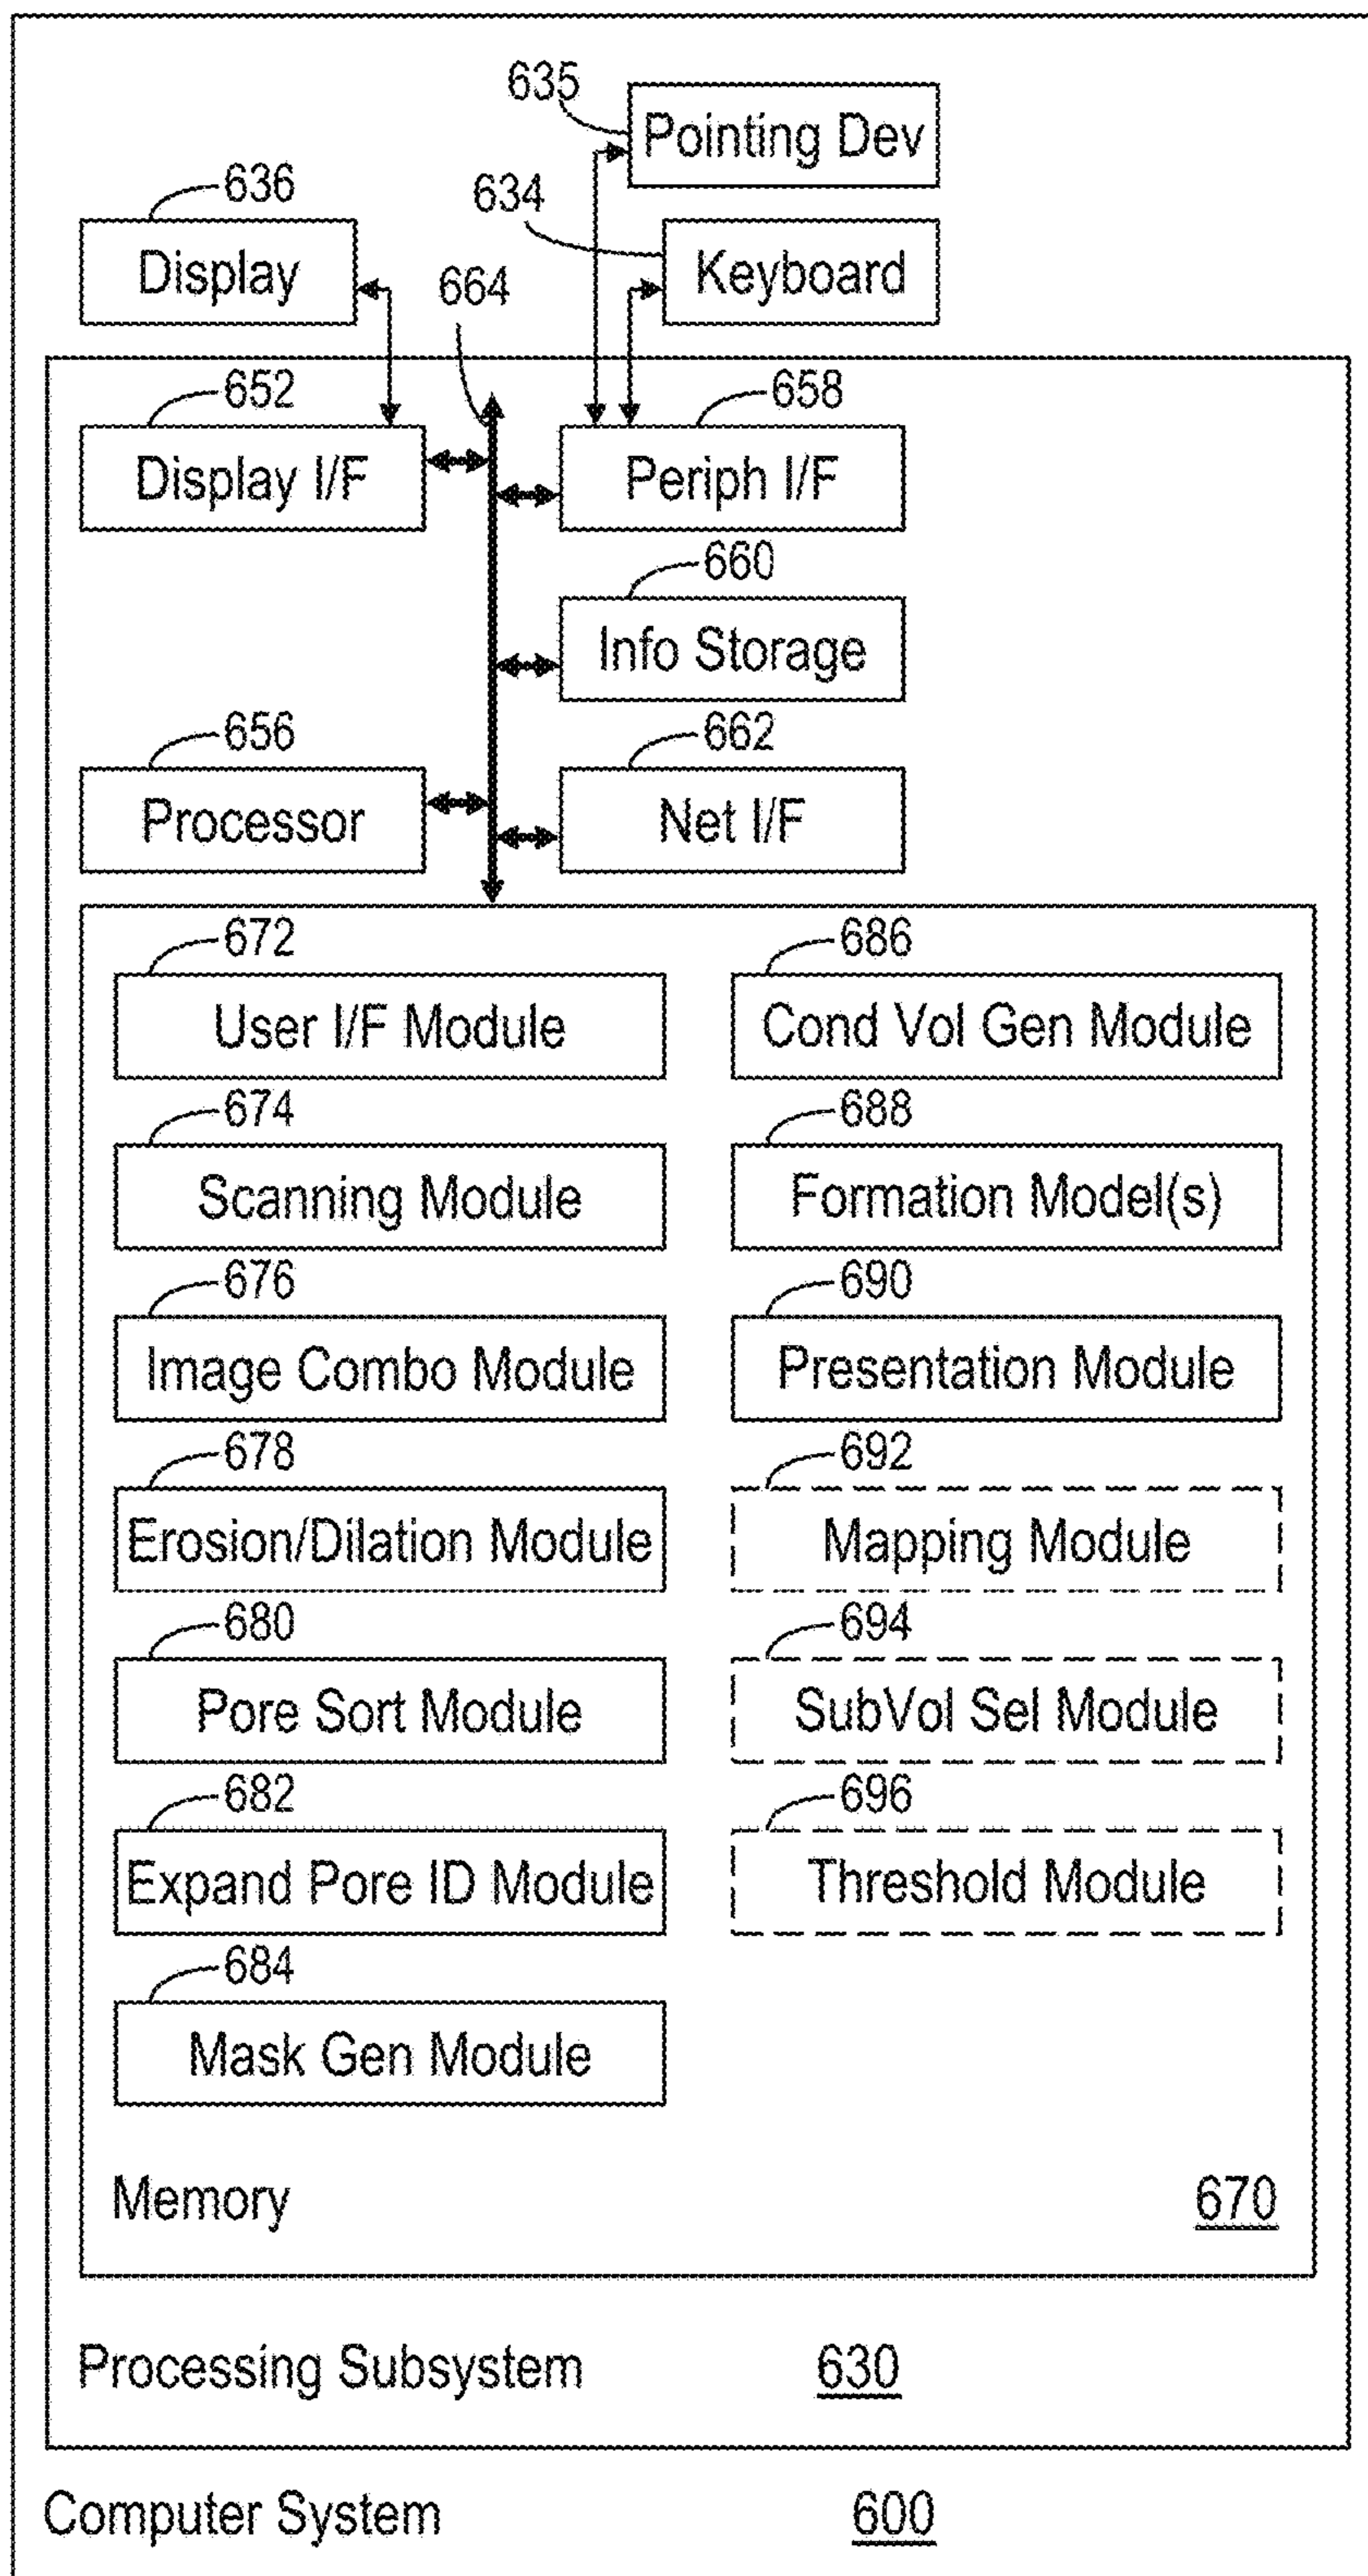 635
Pointing Dev
636
634
Display
Keyboard
664
652
658
Display I/F
Periph I/F
660
Info Storage
656
662
Processor
Net I/F
672
686
User I/F Module
Cond Vol Gen Module
674
688
Scanning Module
Formation Model(s)
676
690
Image Combo Module
Presentation Module
678
692
Erosion/Dilation Module
Mapping Module
680
694
Pore Sort Module
SubVol Sel Module
682
696
Expand Pore ID Module
Threshold Module
684
Mask Gen Module
Memory 670
Processing Subsystem 630
Computer System 600